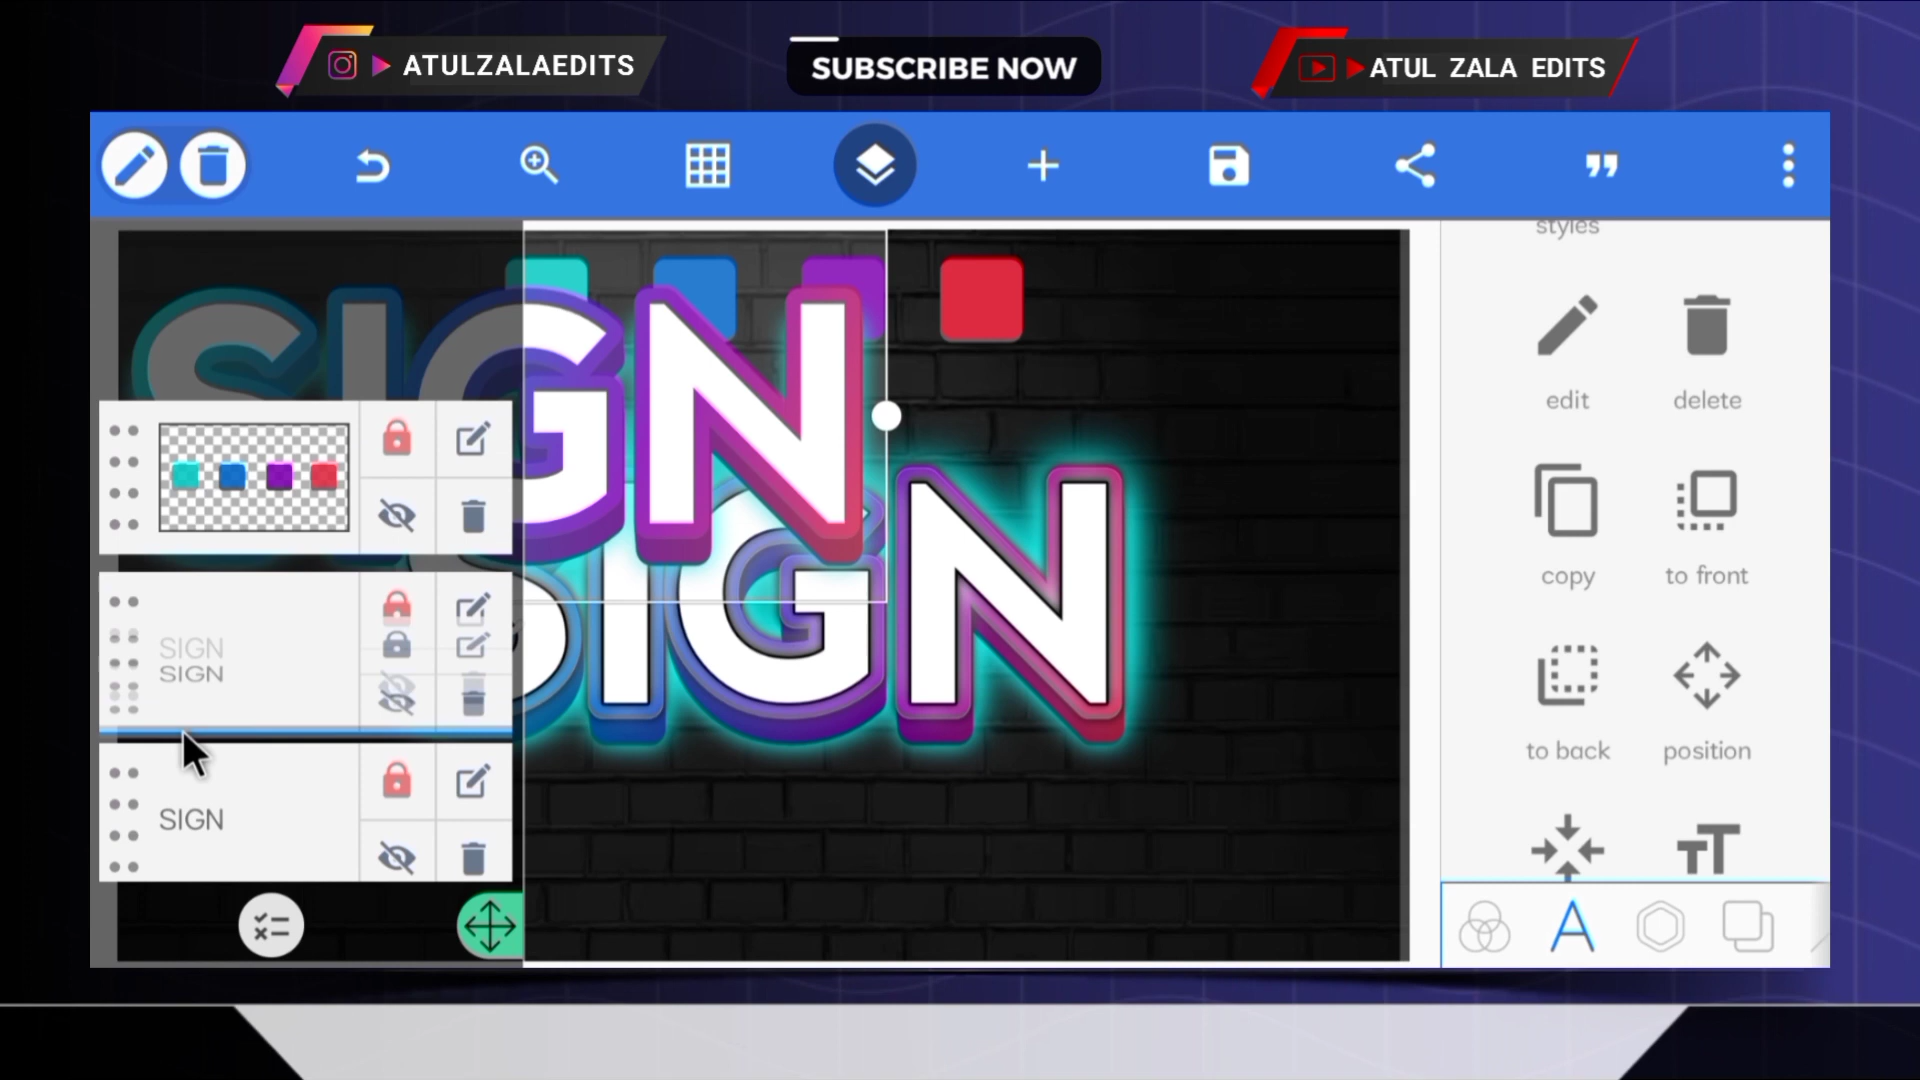 ATULZALAEDITS
SUBSCRIBE NOW
ATUL ZALA EDITS
styles
SIGN
SIGN
edit
delete
copy
to front
SIGN
SIGN
to back
position
SIGN